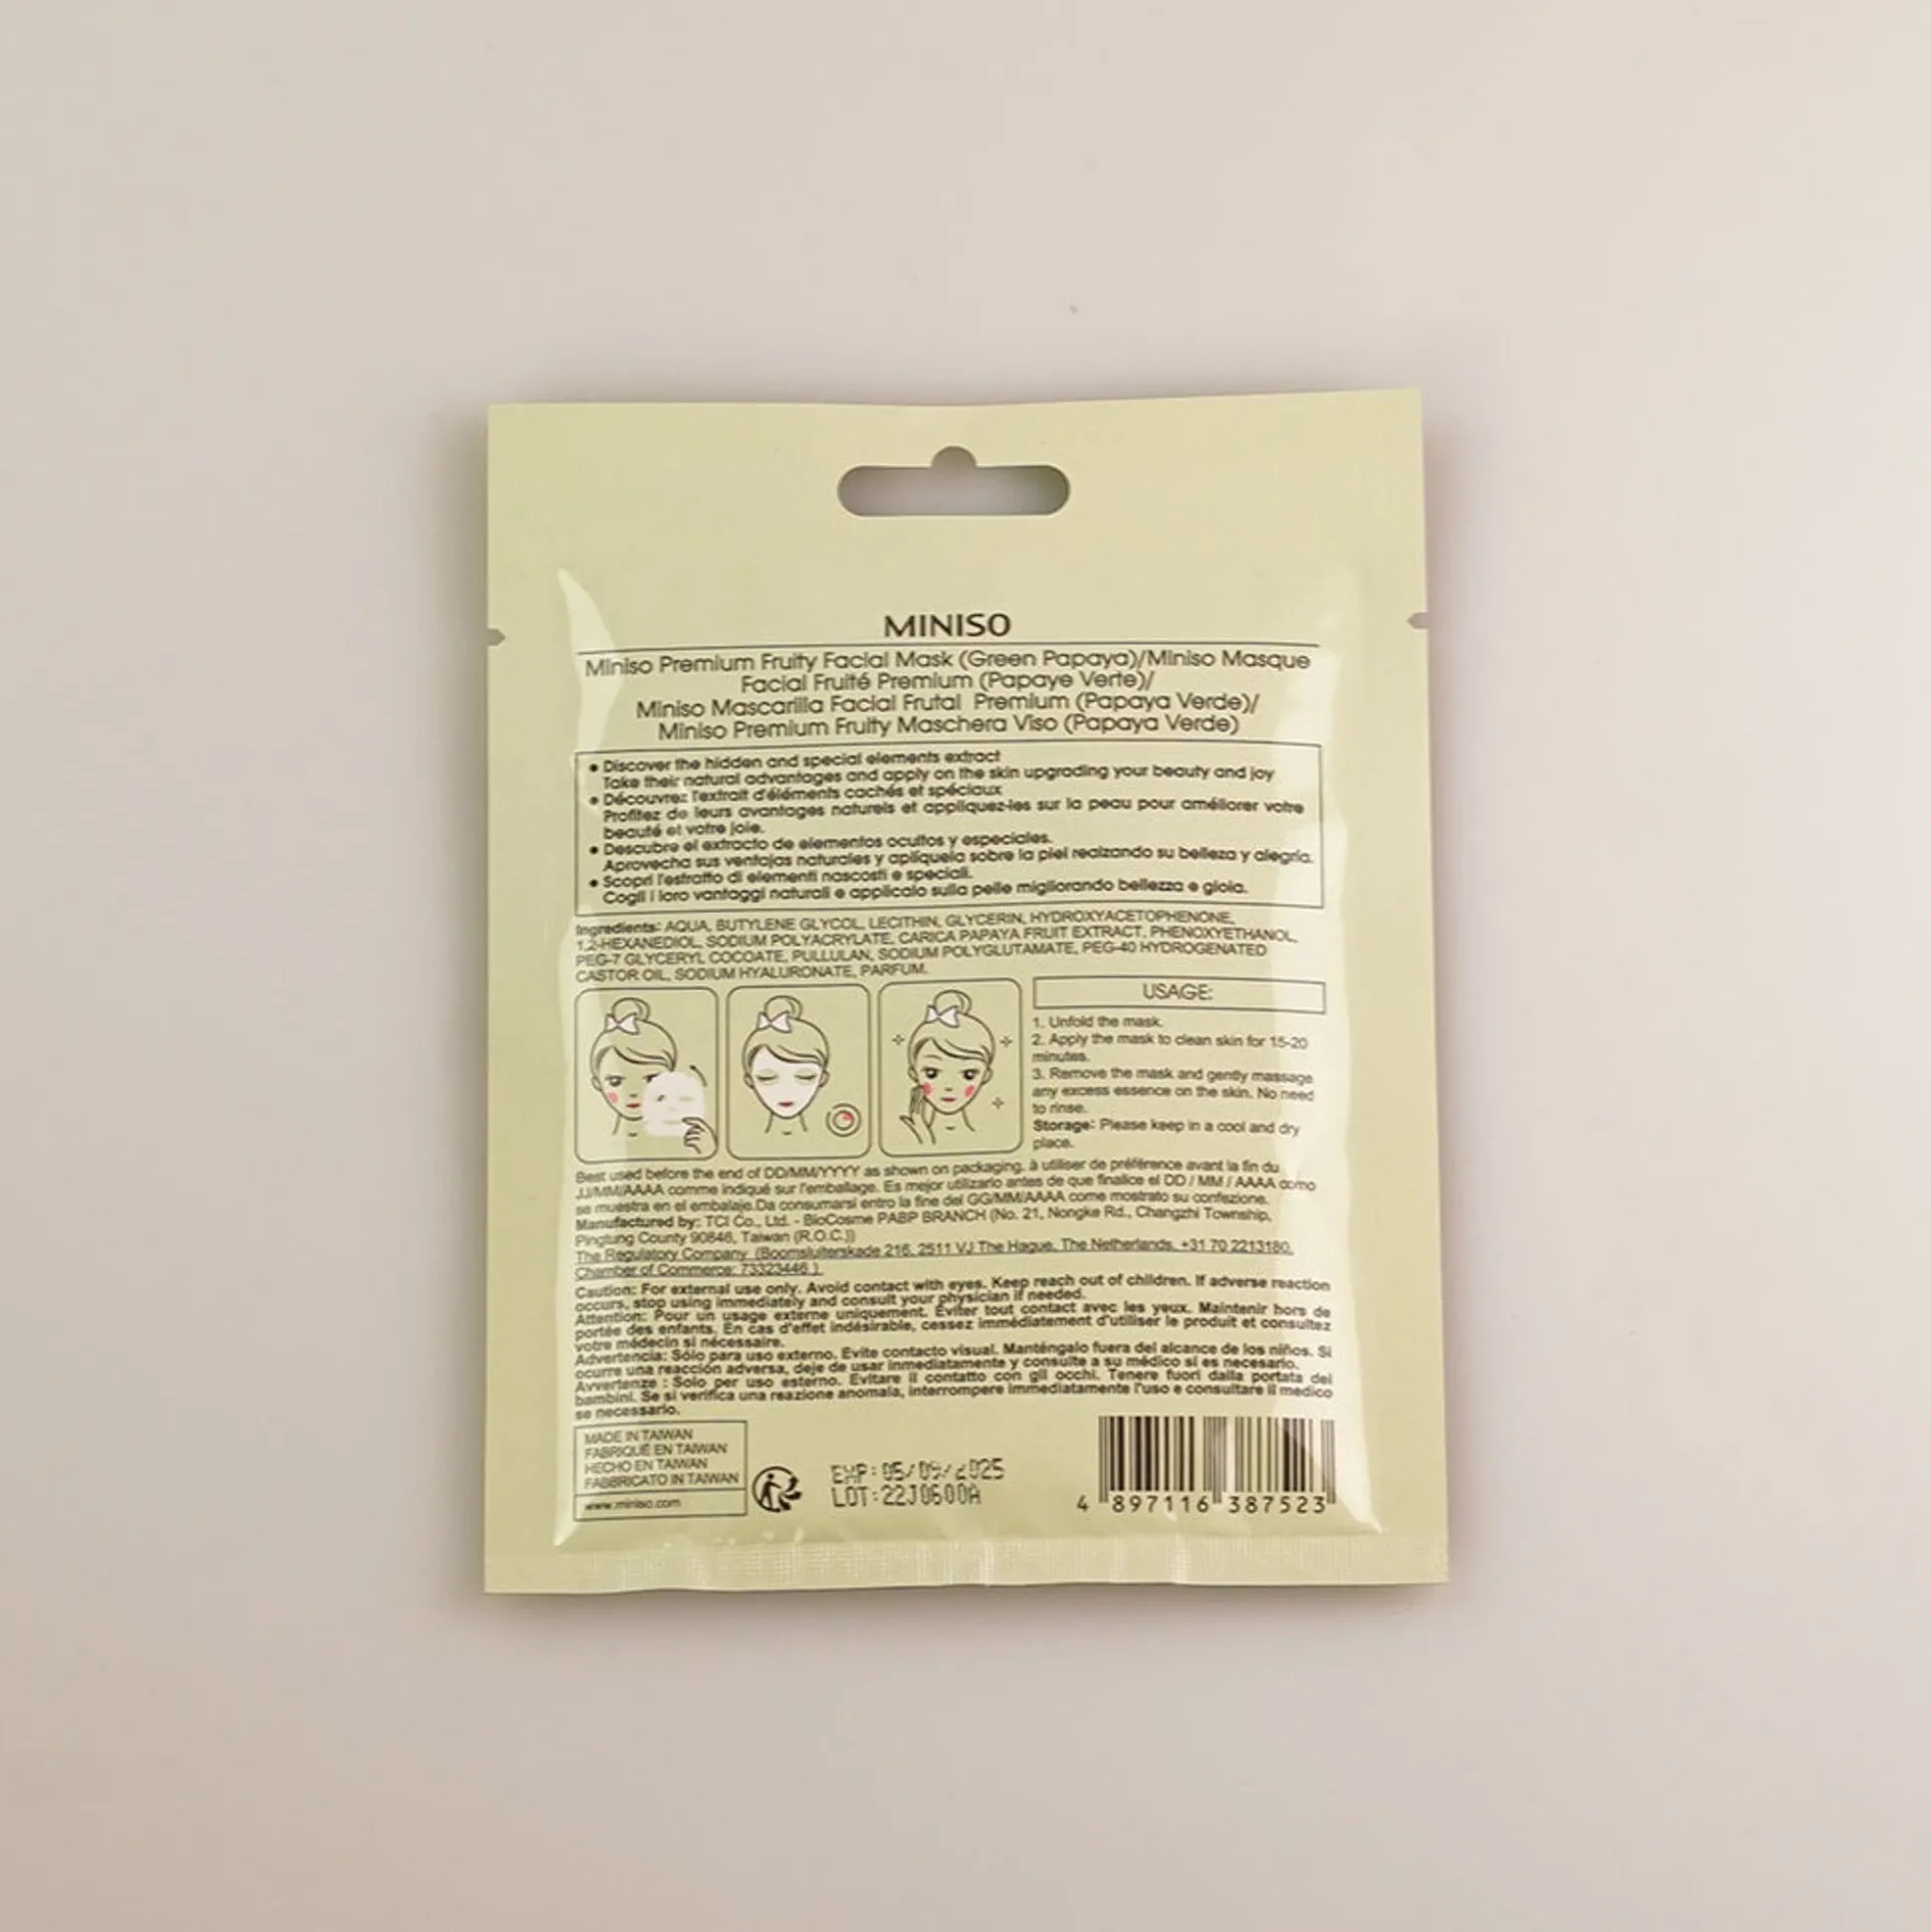 MINISO
Miniso Premium Fruity Facial Mask (Green Papaya)/Miniso Masque
Facial Fruité Premium (Papaye Verte)/
Miniso Mascarilla Facial Frutal Premium (Papaya Verde)/
Miniso Premium Fruity Maschera Viso (Papaya Verde)
• Discover the hidden and special elements extract
Take their natural advantages and apply on the skin upgrading your beauty and joy
• Découvrez l'extrait d'éléments cachés et spéciaux
Profitez de leurs avantages naturels et appliquez-les sur la peau pour améliorer votre
beauté et votre joie.
• Descubre el extracto de elementos ocultos y especiales.
Aprovecha sus ventajas naturales y aplíquela sobre la piel realzando su belleza y alegría.
• Scopri l'estratto di elementi nascosti e speciali.
Cogli i loro vantaggi naturali e applicalo sulla pelle migliorando bellezza e gioia.
Ingredients: AQUA, BUTYLENE GLYCOL, LECITHIN, GLYCERIN, HYDROXYACETOPHENONE,
1,2-HEXANEDIOL, SODIUM POLYACRYLATE, CARICA PAPAYA FRUIT EXTRACT, PHENOXYETHANOL,
PEG-7 GLYCERYL COCOATE, PULLULAN, SODIUM POLYGLUTAMATE, PEG-40 HYDROGENATED
CASTOR OIL, SODIUM HYALURONATE, PARFUM.
USAGE:
1. Unfold the mask.
2. Apply the mask to clean skin for 15-20
minutes.
3. Remove the mask and gently massage
any excess essence on the skin. No need
to rinse.
Storage: Please keep in a cool and dry
place.
Best used before the end of DD/MM/YYYY as shown on packaging. à utiliser de préférence avant la fin du
JJ/MM/AAAA comme indiqué sur l'emballage. Es mejor utilizarlo antes de que finalice el DD / MM / AAAA como
se muestra en el embalaje.Da consumarsi entro la fine del GG/MM/AAAA come mostrato su confezione.
Manufactured by: TCI Co., Ltd. - BioCosme PABP BRANCH (No. 21, Nongke Rd., Changzhi Township,
Pingtung County 90846, Taiwan (R.O.C.))
The Regulatory Company (Boomsluiterskade 216, 2511 VJ The Hague, The Netherlands, +31 70 2213180,
Chamber of Commerce: 73323446 )
Caution: For external use only. Avoid contact with eyes. Keep reach out of children. If adverse reaction
occurs, stop using immediately and consult your physician if needed.
Attention: Pour un usage externe uniquement. Éviter tout contact avec les yeux. Maintenir hors de
portée des enfants. En cas d'effet indésirable, cessez immédiatement d'utiliser le produit et consultez
votre médecin si nécessaire.
Advertencia: Sólo para uso externo. Evite contacto visual. Manténgalo fuera del alcance de los niños. Si
ocurre una reacción adversa, deje de usar inmediatamente y consulte a su médico si es necesario.
Avvertenze : Solo per uso esterno. Evitare il contatto con gli occhi. Tenere fuori dalla portata dei
bambini. Se si verifica una reazione anomala, interrompere immediatamente l'uso e consultare il medico
se necessario.
MADE IN TAIWAN
FABRIQUÉ EN TAIWAN
HECHO EN TAIWAN
FABBRICATO IN TAIWAN
www.miniso.com
EXP:05/09/2025
LOT:22J0600A
4 897116 387523